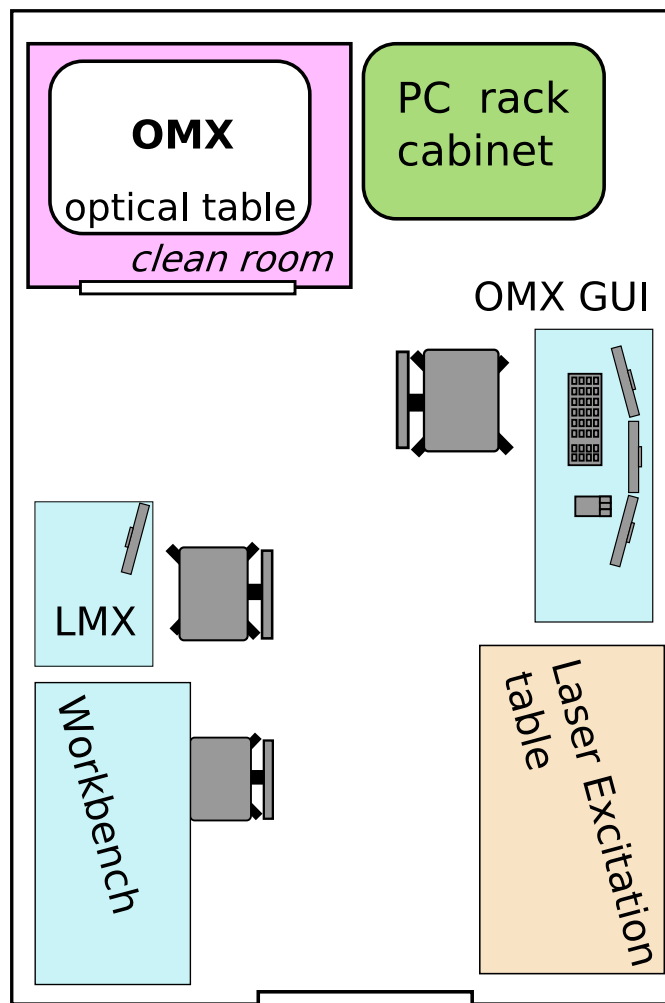 OMX
optical table
clean room
PC rack
cabinet
OMX GUI
LMX
Workbench
Laser Excitation
table